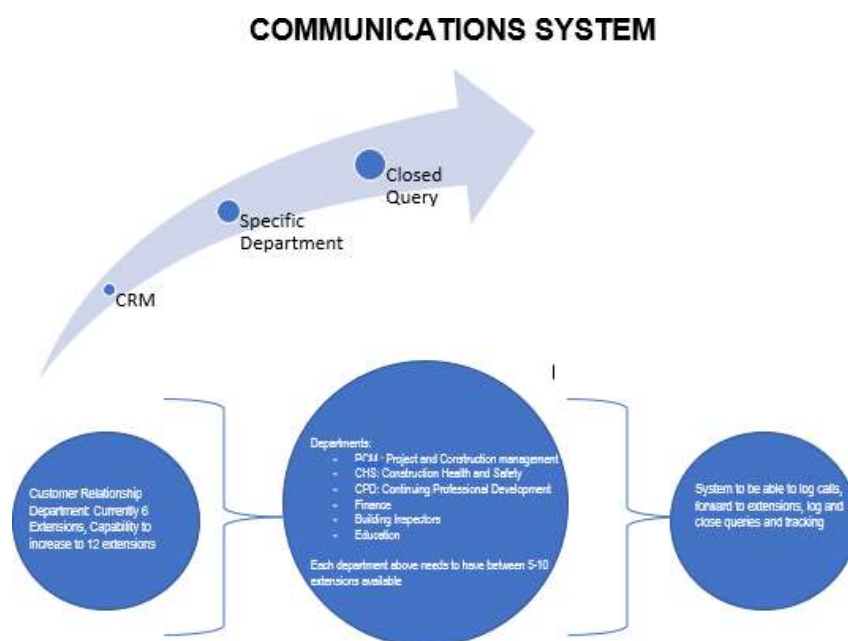 COMMUNICATIONS SYSTEM
Closed
Query
Specific
Department
CRM
Customer Relationship
Department: Currently 6
Extensions, Capability to
increase to 12 extensions
Departments:
- PCM : Project and Construction management
- CHS: Construction Health and Safety
- CPD: Continuing Professional Development
- Finance
- Building Inspectors
- Education
Each department above needs to have between 5-10
extensions available
System to be able to log calls,
forward to extensions, log and
close queries and tracking